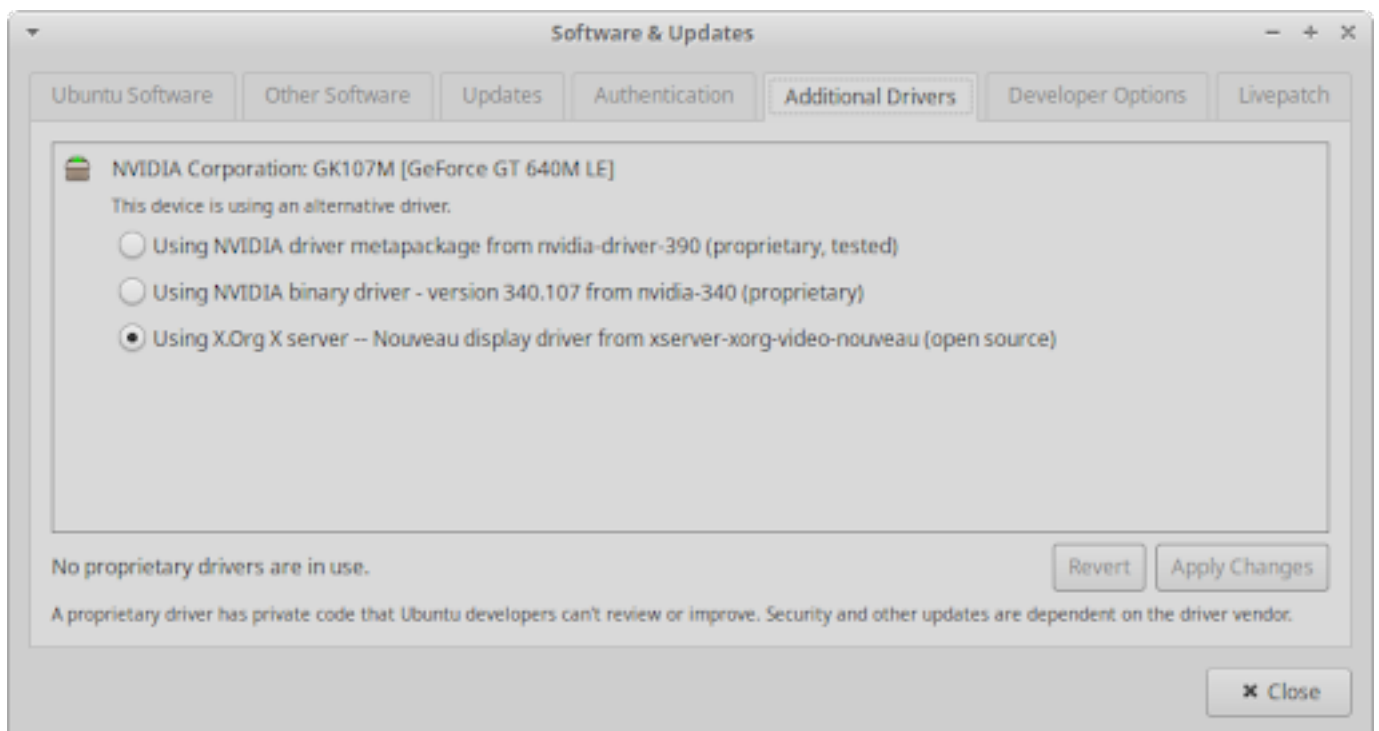 Software & Updates
Ubuntu Software Other Software Updates Authentication Additional Drivers Developer Options Livepatch
NVIDIA Corporation: GK107M [GeForce GT 640M LE]
This device is using an alternative driver.
Using NVIDIA driver metapackage from nvidia-driver-390 (proprietary, tested)
Using NVIDIA binary driver - version 340.107 from nvidia-340 (proprietary)
Using X.Org X server -- Nouveau display driver from xserver-xorg-video-nouveau (open source)
No proprietary drivers are in use.
Revert Apply Changes
A proprietary driver has private code that Ubuntu developers can't review or improve. Security and other updates are dependent on the driver vendor.
Close